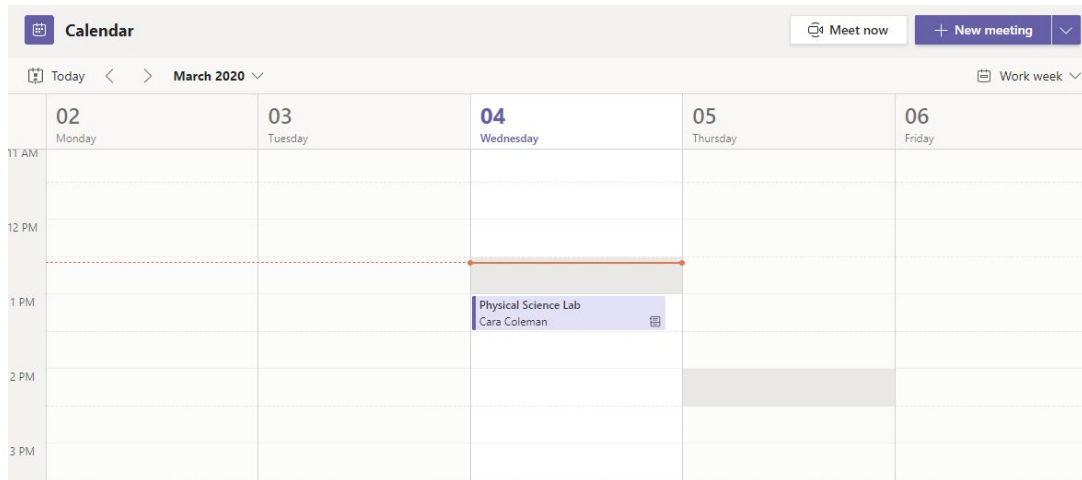 Calendar
Meet now
+ New meeting
Today
March 2020
Work week
02
Monday
03
Tuesday
04
Wednesday
05
Thursday
06
Friday
11 AM
12 PM
1 PM
Physical Science Lab
Cara Coleman
2 PM
3 PM